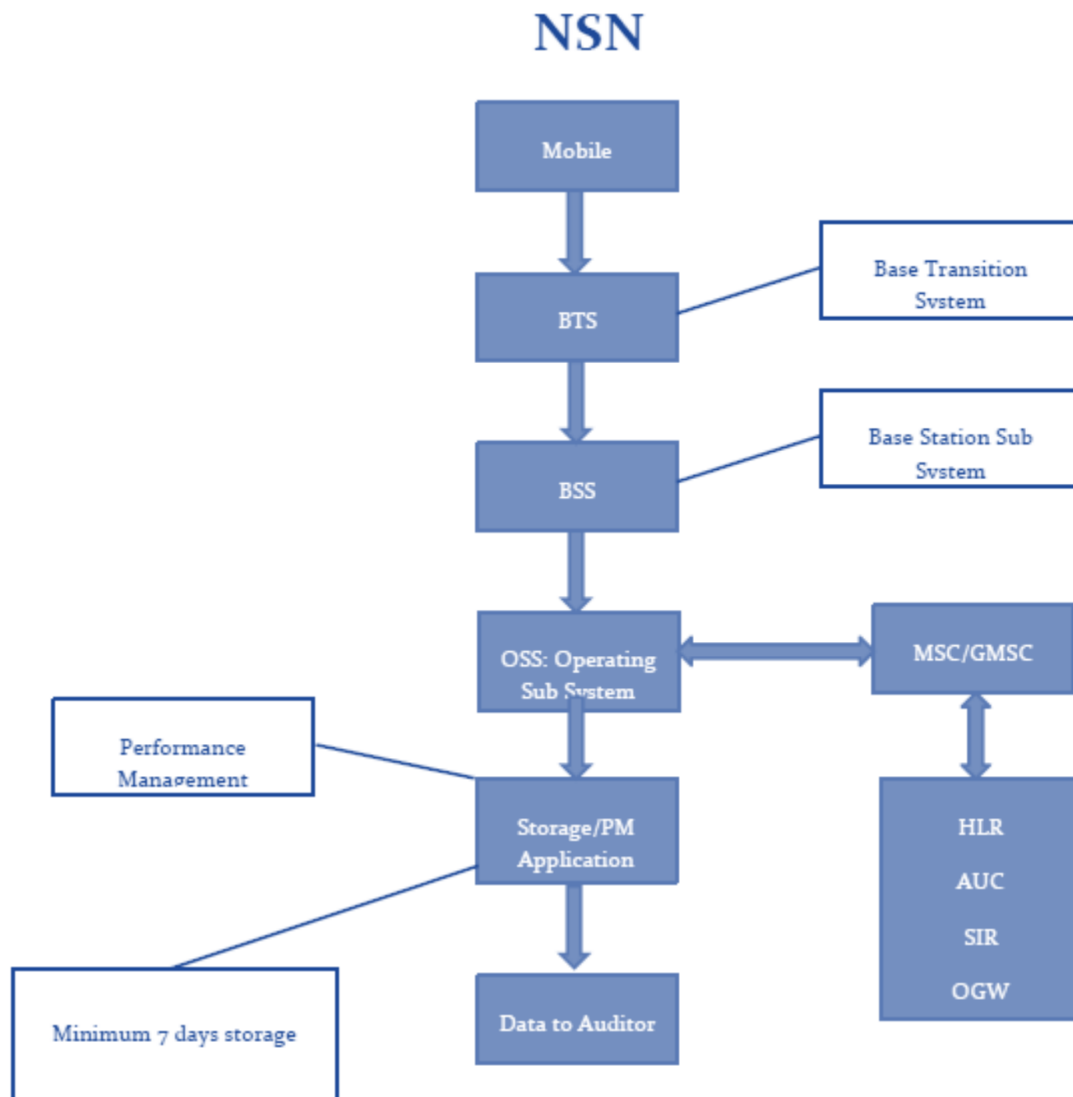 NSN
Mobile
BTS
Base Transition
System
BSS
Base Station Sub
System
OSS: Operating
Sub System
MSC/GMSC
Performance
Management
Storage/PM
Application
HLR
AUC
SIR
OGW
Minimum 7 days storage
Data to Auditor